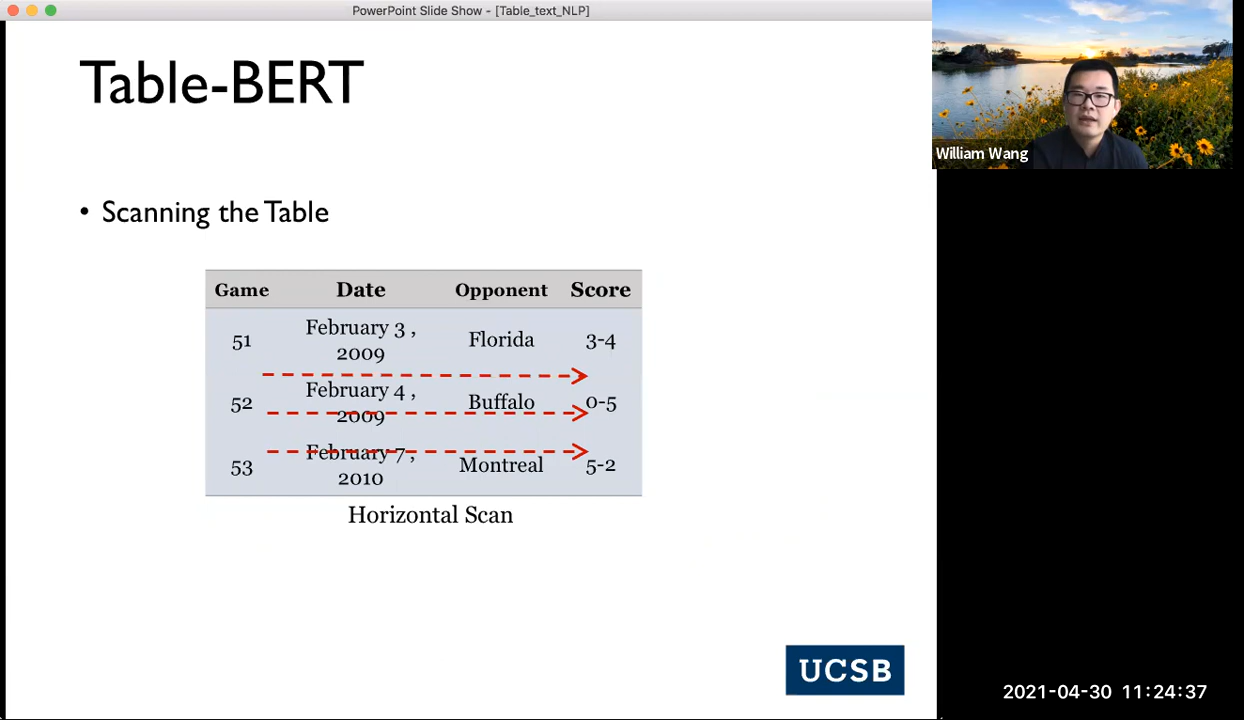 PowerPoint Slide Show - [Table_text_NLP]
Table-BERT
William Wang
• Scanning the Table
Game Date Opponent Score
51 February 3 , 2009 Florida 3-4
52 February 4 , 2009 Buffalo 0-5
53 February 7 , 2010 Montreal 5-2
Horizontal Scan
UCSB
2021-04-30 11:24:37